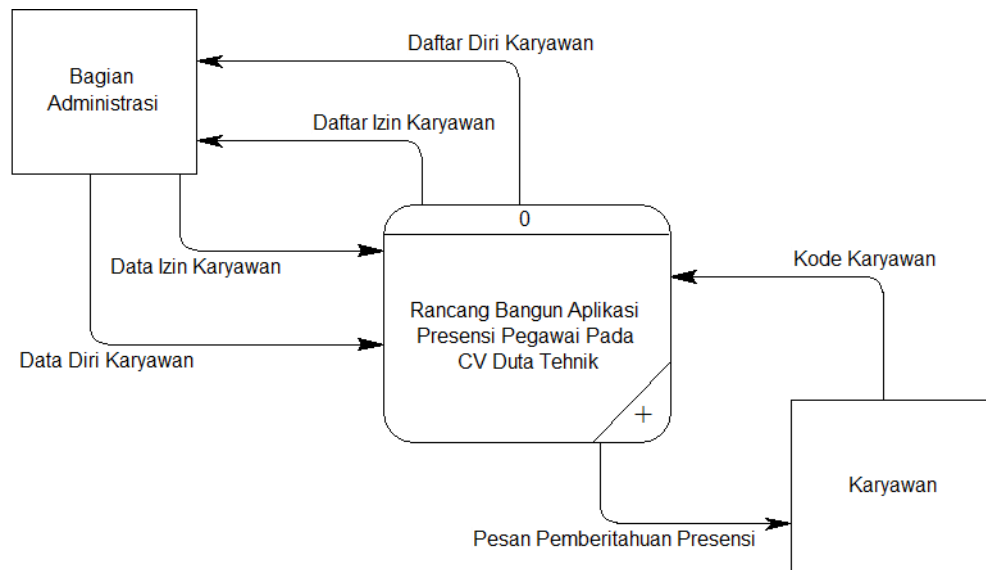 Daftar Diri Karyawan
Bagian
Administrasi
Daftar Izin Karyawan
0
Data Izin Karyawan
Kode Karyawan
Rancang Bangun Aplikasi
Presensi Pegawai Pada
CV Duta Tehnik
Data Diri Karyawan
+
Karyawan
Pesan Pemberitahuan Presensi